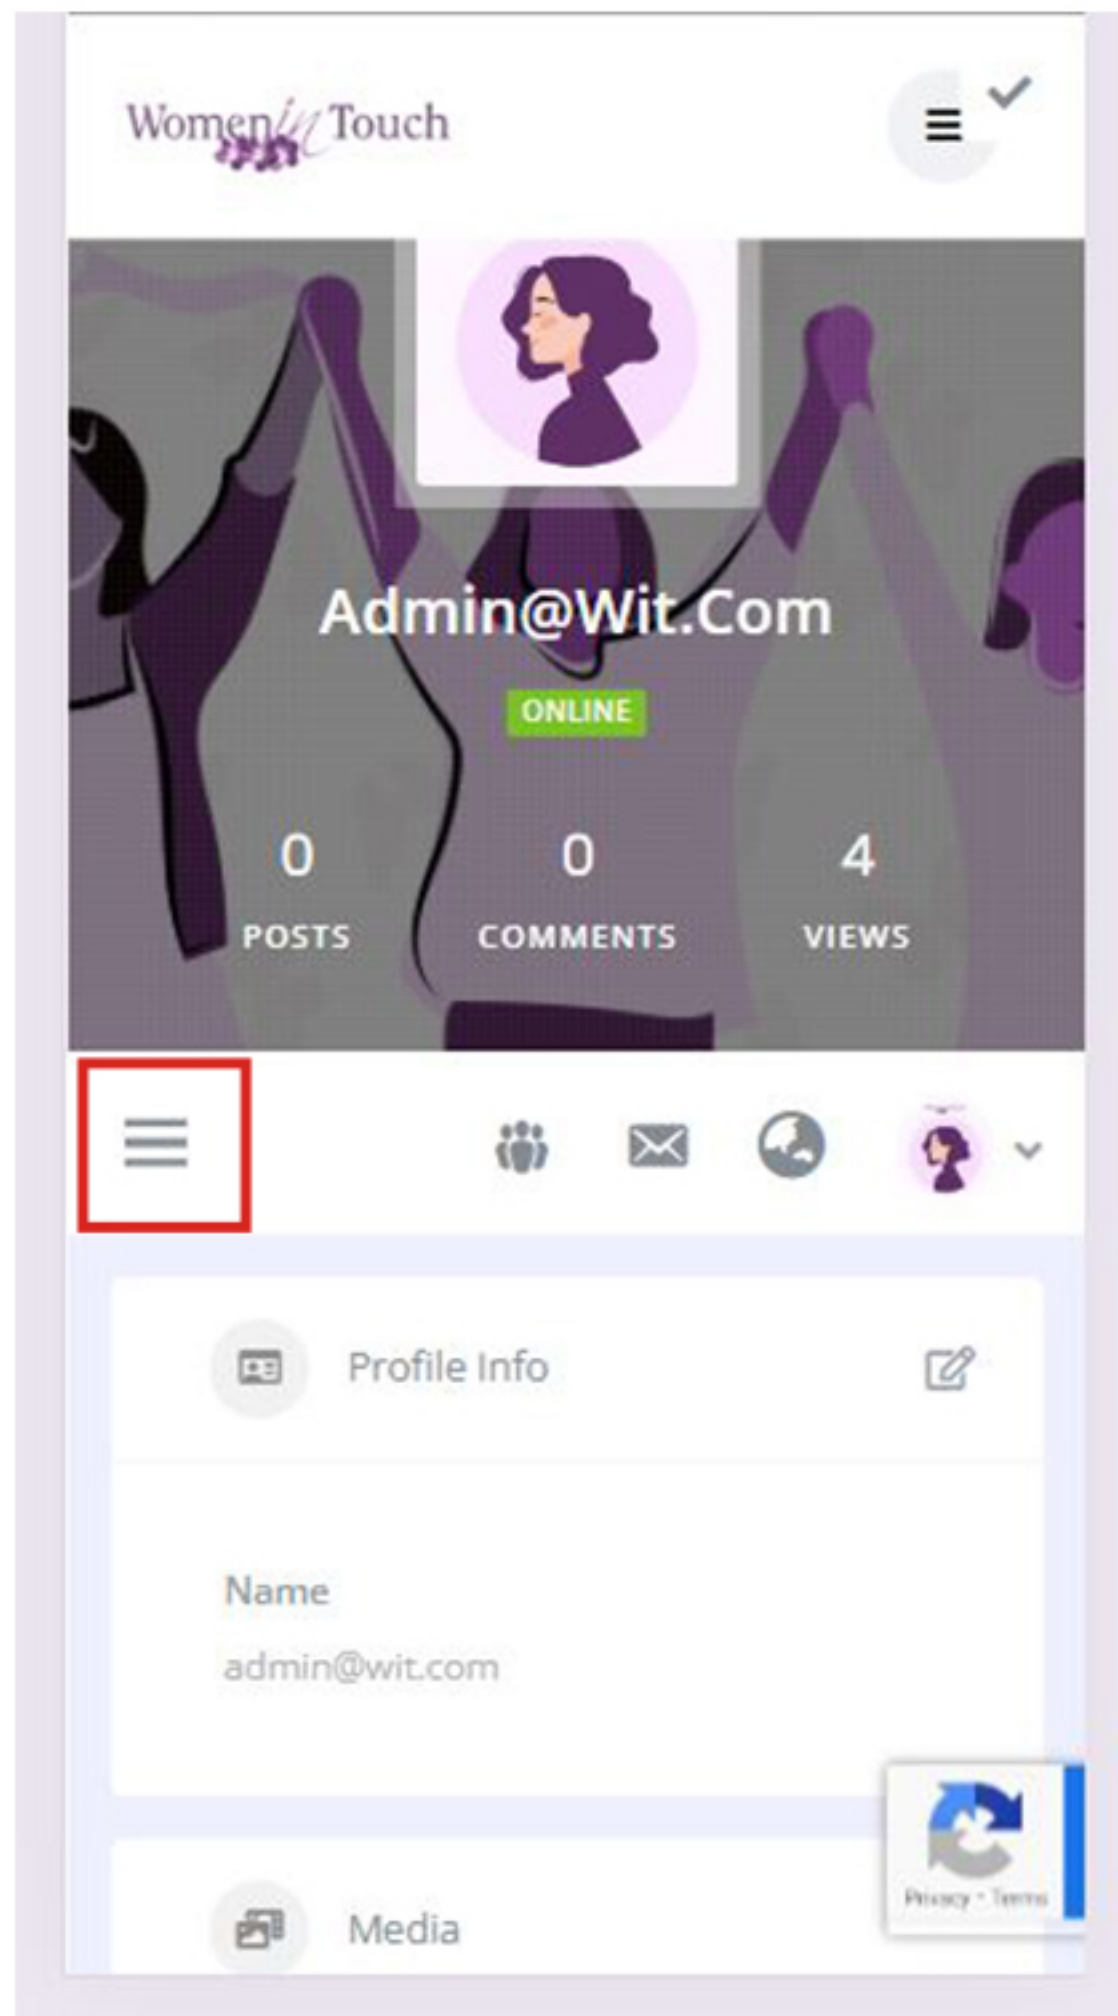 Women in Touch
Admin@Wit.Com
ONLINE
0 0 4
POSTS COMMENTS VIEWS
Profile Info
Name
admin@wit.com
Privacy - Terms
Media